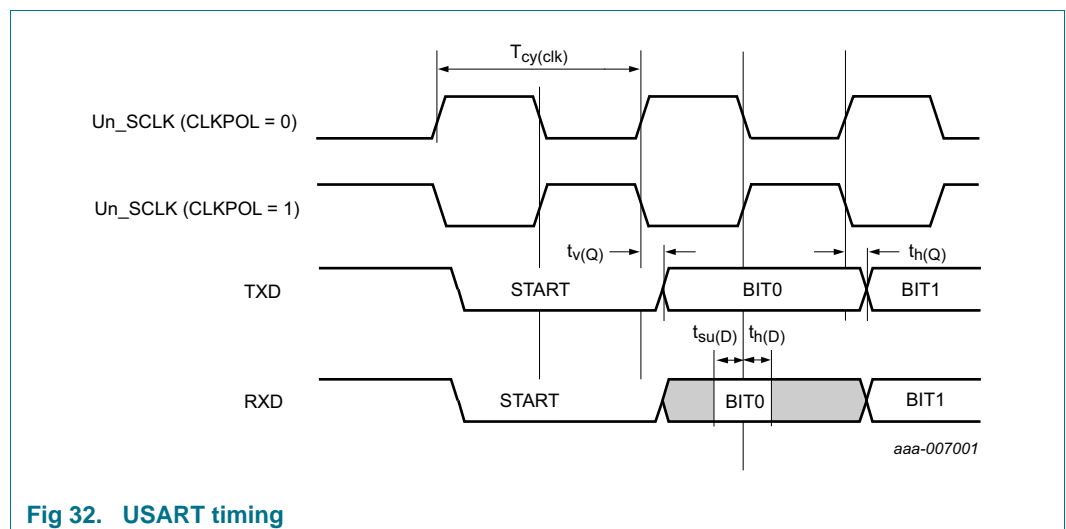 Tcy(clk)
Un_SCLK (CLKPOL = 0)
Un_SCLK (CLKPOL = 1)
tv(Q) th(Q)
TXD START BIT0 BIT1
tsu(D) th(D)
RXD START BIT0 BIT1
aaa-007001
Fig 32. USART timing